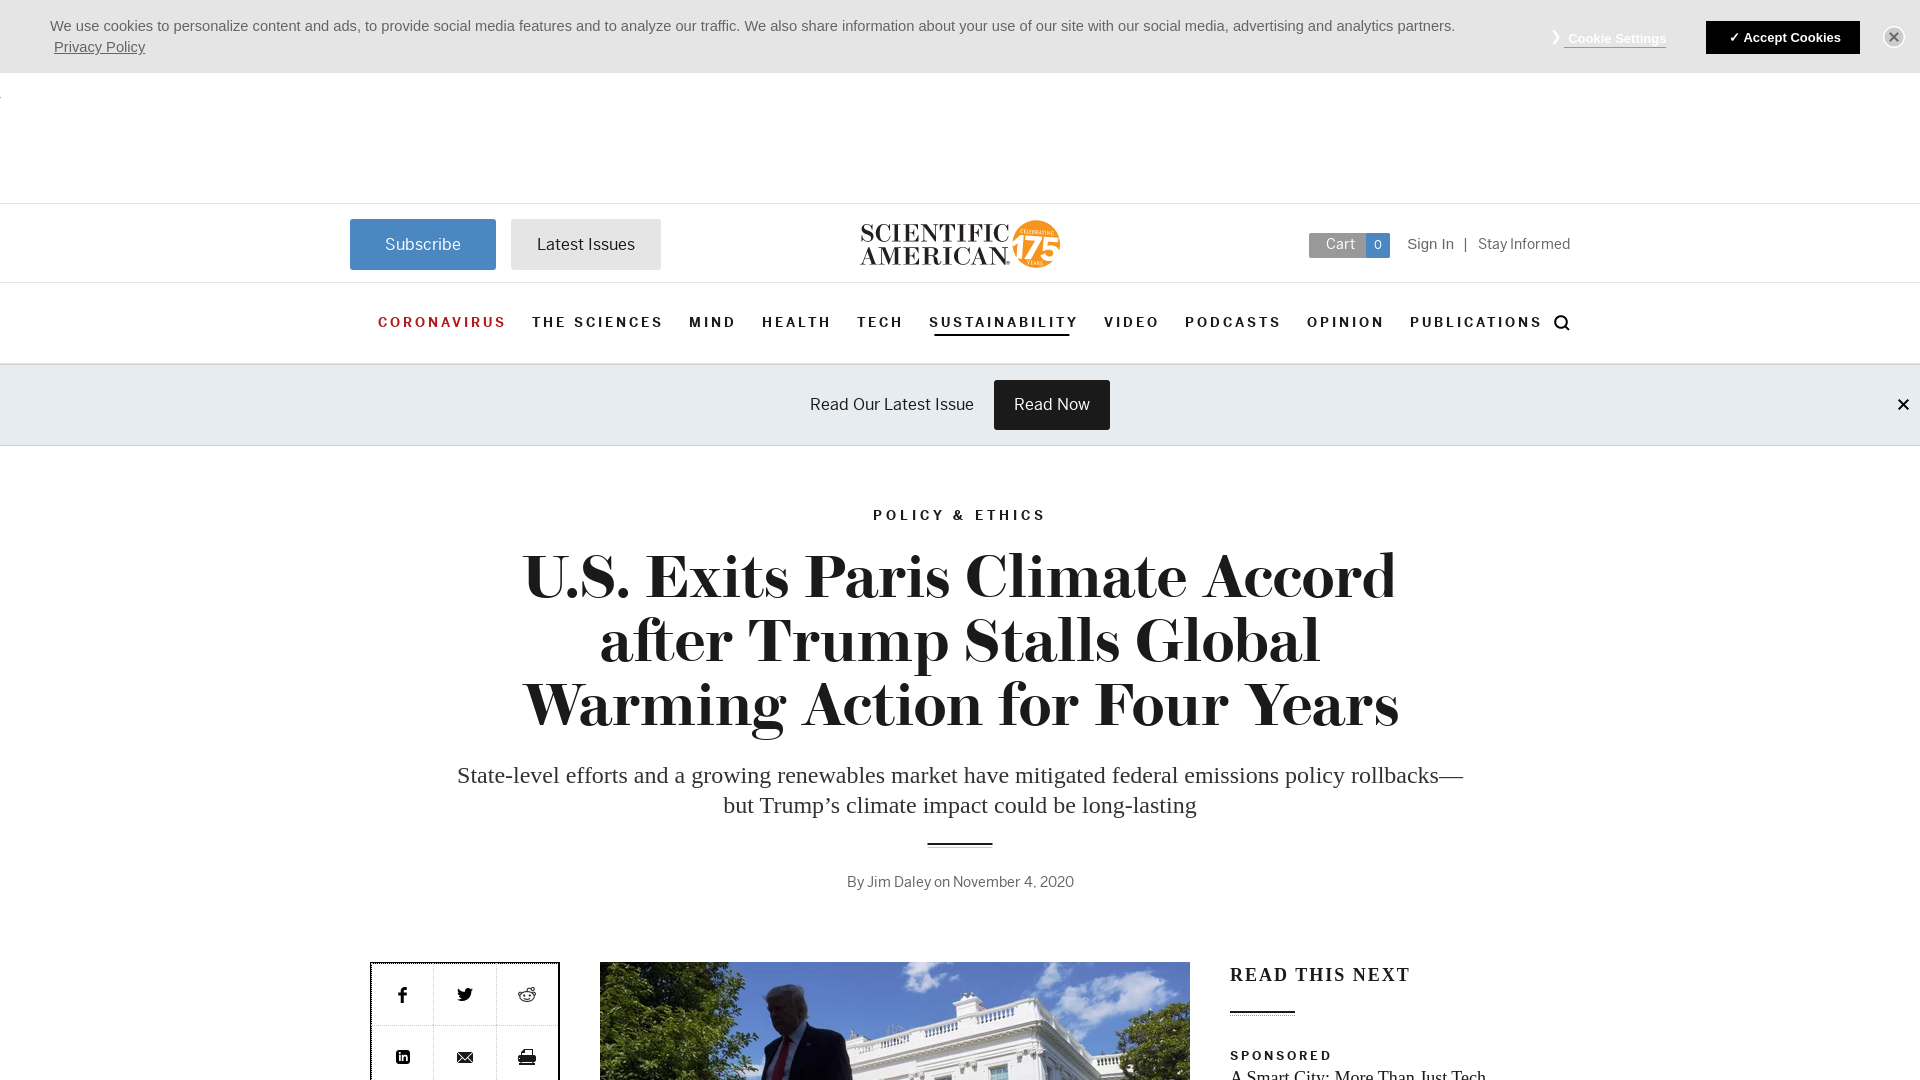 We use cookies to personalize content and ads, to provide social media features and to analyze our traffic. We also share information about your use of our site with our social media, advertising and analytics partners.
Privacy Policy
❯ Cookie Settings
✓ Accept Cookies
Subscribe
Latest Issues
SCIENTIFIC
AMERICAN
CELEBRATING
175
YEARS
Cart 0
Sign In | Stay Informed
CORONAVIRUS THE SCIENCES MIND HEALTH TECH SUSTAINABILITY VIDEO PODCASTS OPINION PUBLICATIONS
Read Our Latest Issue
Read Now
POLICY & ETHICS
U.S. Exits Paris Climate Accord
after Trump Stalls Global
Warming Action for Four Years
State-level efforts and a growing renewables market have mitigated federal emissions policy rollbacks—
but Trump’s climate impact could be long-lasting
By Jim Daley on November 4, 2020
READ THIS NEXT
SPONSORED
A Smart City: More Than Just Tech